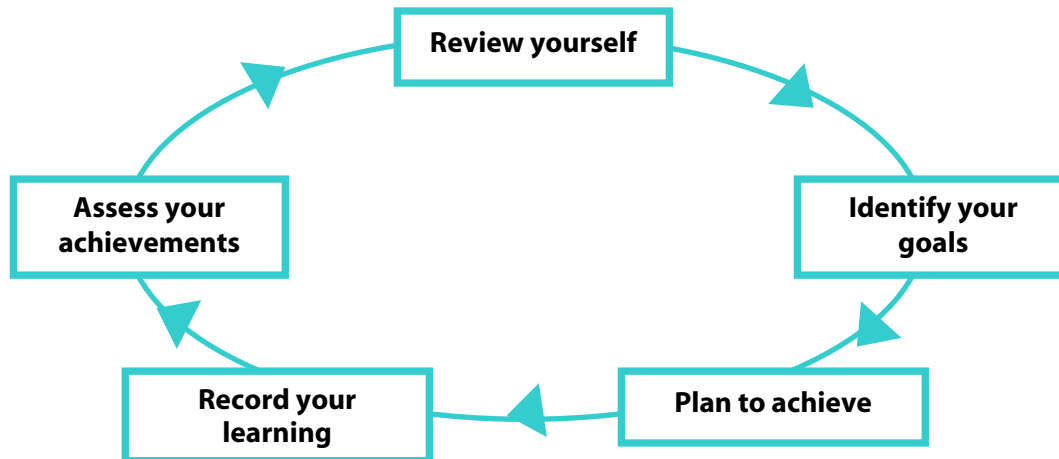 Review yourself
Identify your
goals
Plan to achieve
Record your
learning
Assess your
achievements